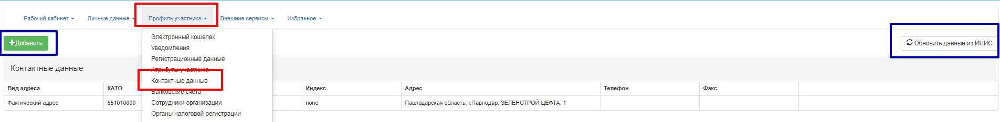 Рабочий кабинет Личные данные Профиль участника Внешние сервисы Избранное
Добавить
Обновить данные из ИНИС
Электронный кошелек
Уведомления
Регистрационные данные
Атрибуты участника
Контактные данные
Банковские счета
Сотрудники организации
Органы налоговой регистрации
Контактные данные
Вид адреса КАТО Индекс Адрес Телефон Факс
Фактический адрес 551010000 none Павлодарская область, г.Павлодар, ЗЕЛЕНСТРОЙ ЦЕФТА, 1